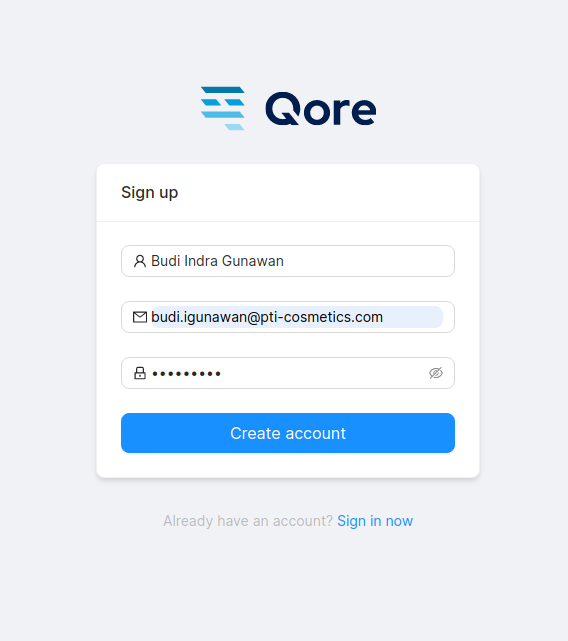 Qore
Sign up
Budi Indra Gunawan
budi.igunawan@pti-cosmetics.com
•••••••••
Create account
Already have an account? Sign in now